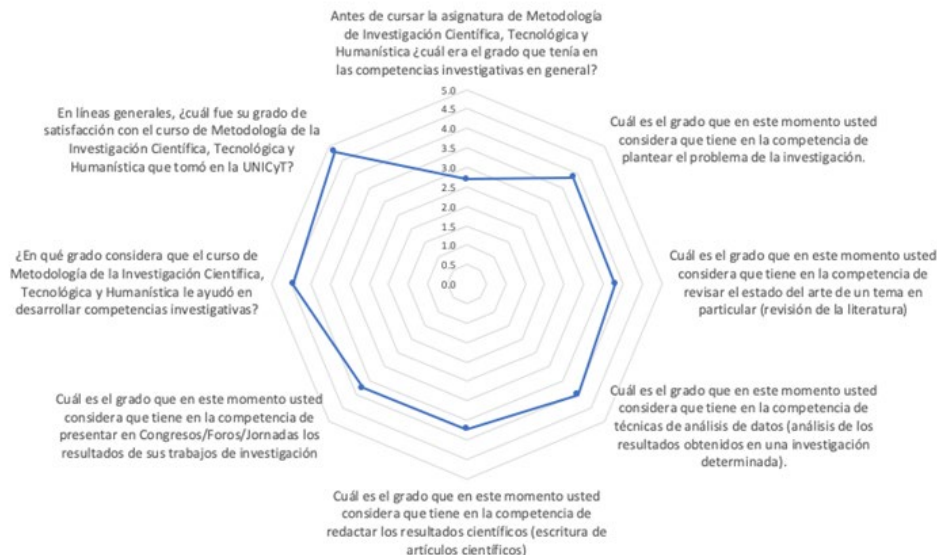 Antes de cursar la asignatura de Metodología
de Investigación Científica, Tecnológica y
Humanística ¿cuál era el grado que tenía en
las competencias investigativas en general?
5.0
4.5
4.0
3.5
3.0
2.5
2.0
1.5
1.0
0.5
0.0
Cuál es el grado que en este momento usted
considera que tiene en la competencia de
plantear el problema de la investigación.
Cuál es el grado que en este momento usted
considera que tiene en la competencia de
revisar el estado del arte de un tema en
particular (revisión de la literatura)
Cuál es el grado que en este momento usted
considera que tiene en la competencia de
técnicas de análisis de datos (análisis de los
resultados obtenidos en una investigación
determinada).
Cuál es el grado que en este momento usted
considera que tiene en la competencia de
redactar los resultados científicos (escritura de
artículos científicos)
Cuál es el grado que en este momento usted
considera que tiene en la competencia de
presentar en Congresos/Foros/Jornadas los
resultados de sus trabajos de investigación
¿En qué grado considera que el curso de
Metodología de la Investigación Científica,
Tecnológica y Humanística le ayudó en
desarrollar competencias investigativas?
En líneas generales, ¿cuál fue su grado de
satisfacción con el curso de Metodología de la
Investigación Científica, Tecnológica y
Humanística que tomó en la UNICyT?